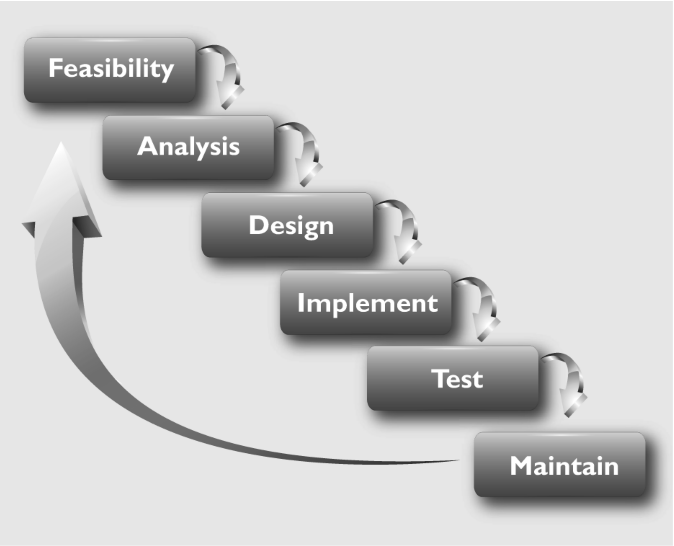 Feasibility
Analysis
Design
Implement
Test
Maintain